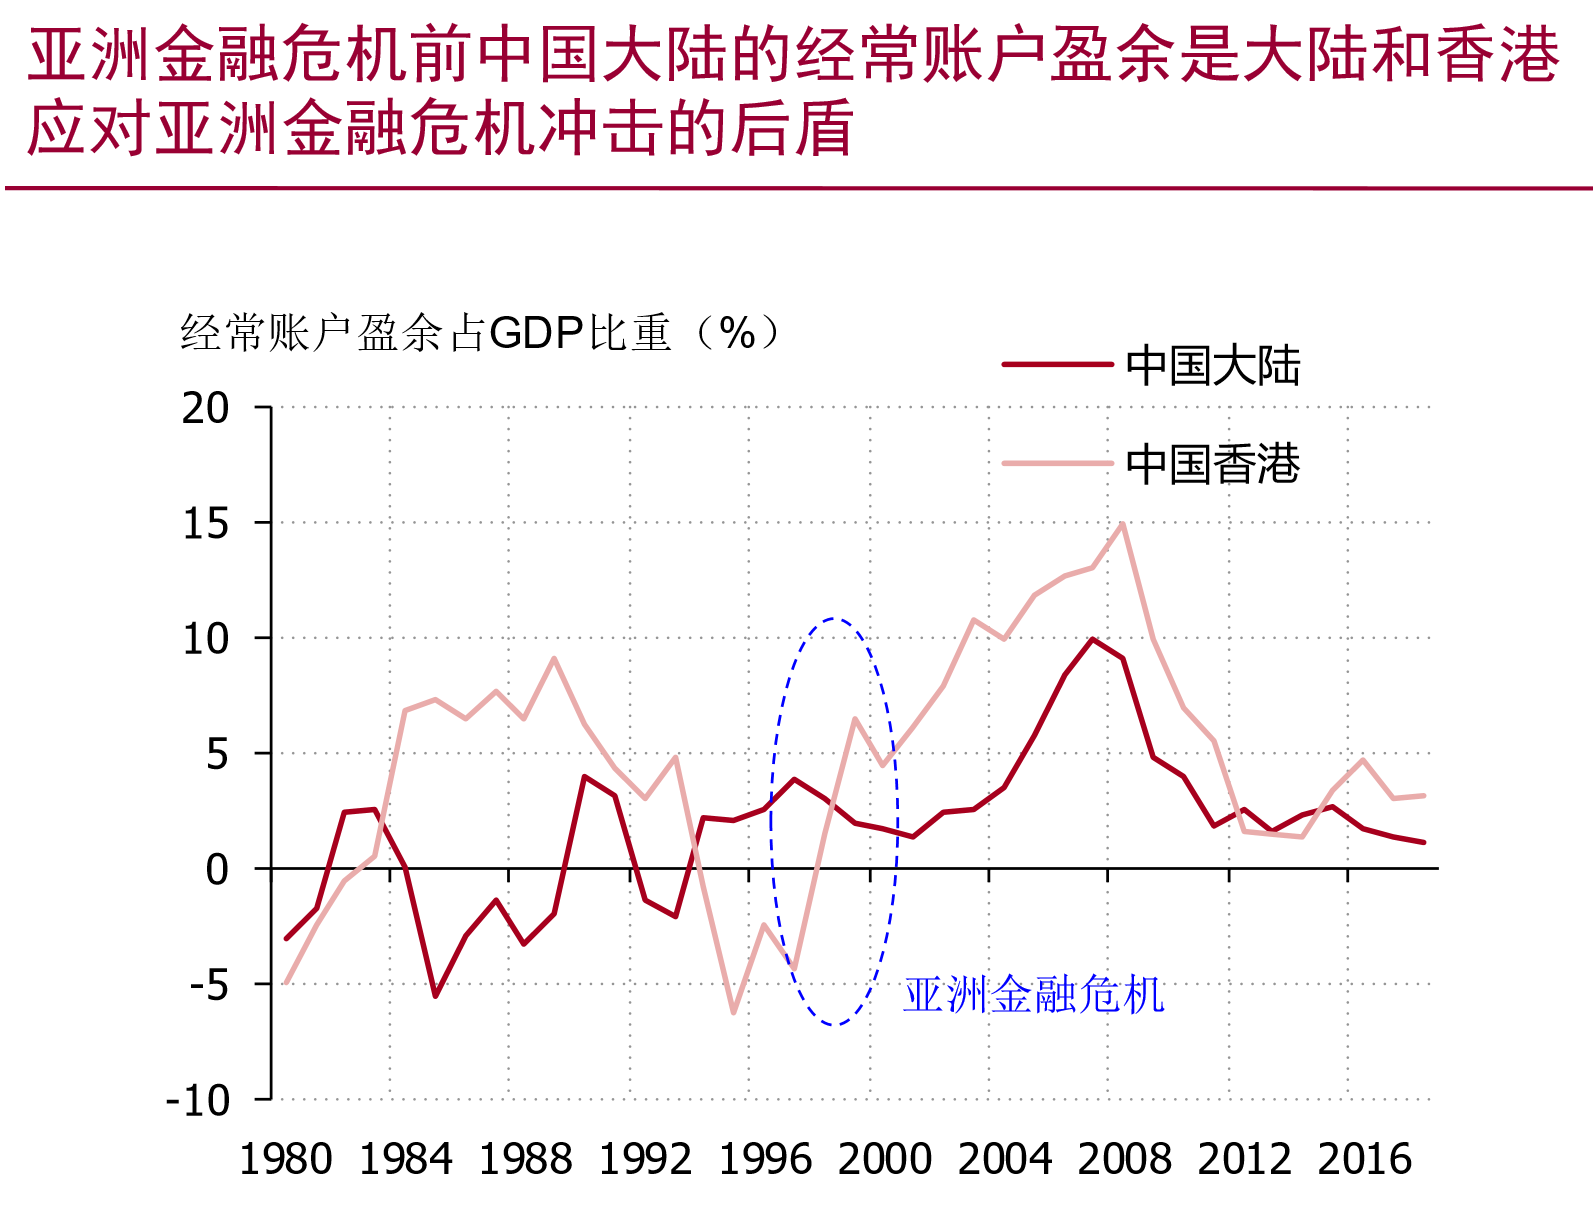 亚洲金融危机前中国大陆的经常账户盈余是大陆和香港
应对亚洲金融危机冲击的后盾
经常账户盈余占GDP比重（%）
中国大陆
中国香港
20
15
10
5
0
-5
-10
亚洲金融危机
1980 1984 1988 1992 1996 2000 2004 2008 2012 2016